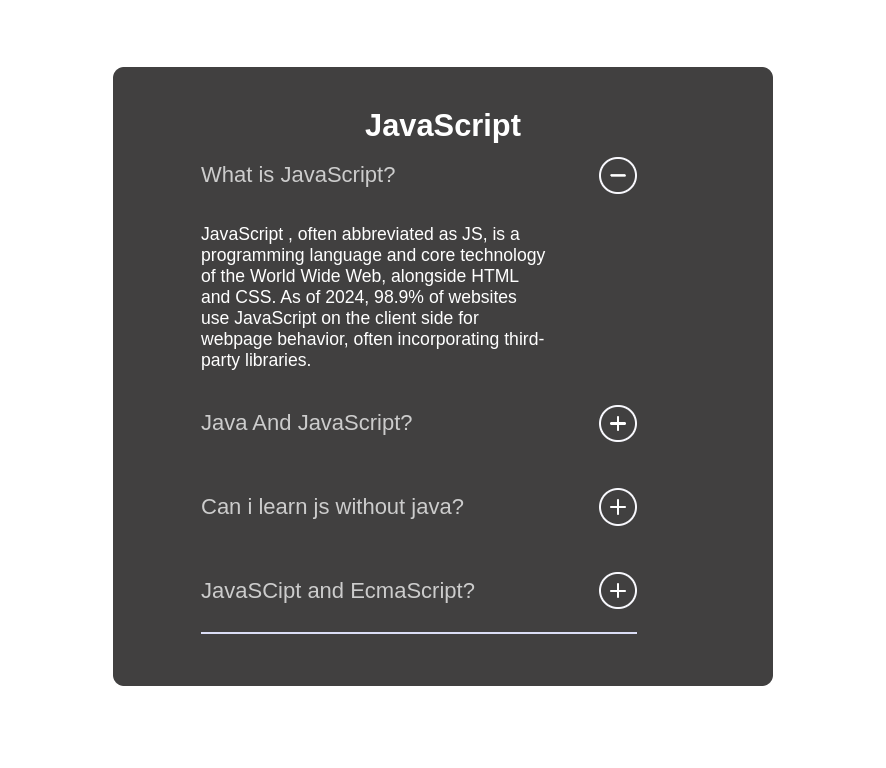 JavaScript
What is JavaScript?
JavaScript , often abbreviated as JS, is a
programming language and core technology
of the World Wide Web, alongside HTML
and CSS. As of 2024, 98.9% of websites
use JavaScript on the client side for
webpage behavior, often incorporating third-
party libraries.
Java And JavaScript?
Can i learn js without java?
JavaSCipt and EcmaScript?